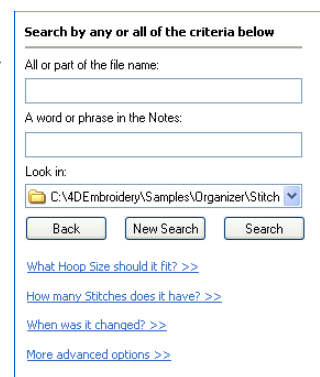 Search by any or all of the criteria below
All or part of the file name:
A word or phrase in the Notes:
Look in:
C:\4DEmbroidery\Samples\Organizer\Stitch
Back New Search Search
What Hoop Size should it fit? >>
How many Stitches does it have? >>
When was it changed? >>
More advanced options >>